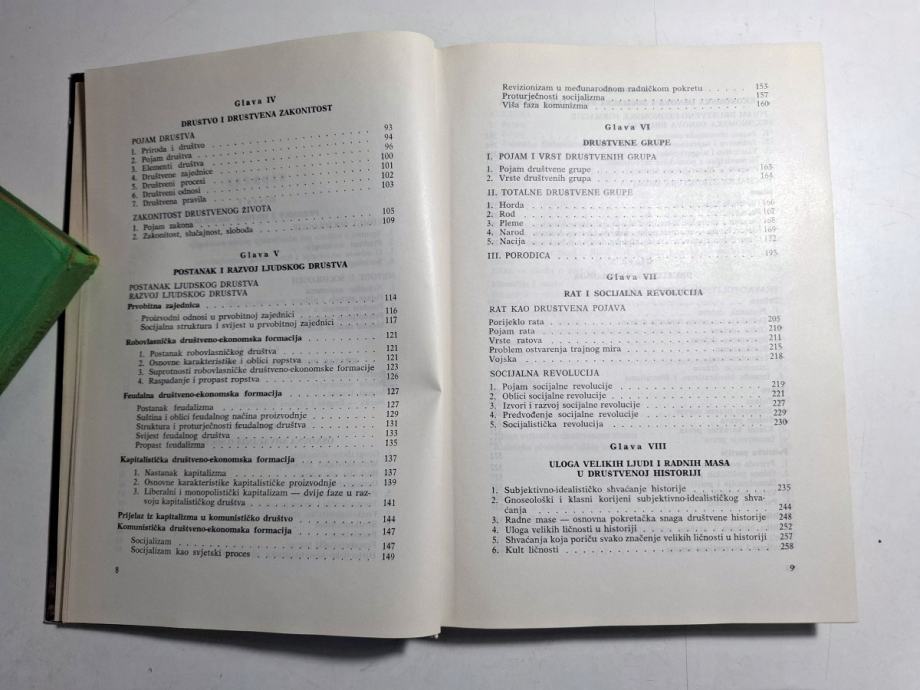 Glava IV
DRUŠTVO I DRUŠTVENA ZAKONITOST
POJAM DRUŠTVA
1. Priroda i društvo . . . 93
2. Pojam društva . . . 94
3. Elementi društva . . . 96
4. Društvene zajednice . . . 100
5. Društveni procesi . . . 101
6. Društveni odnosi . . . 102
7. Društvena pravila . . . 103
ZAKONITOST DRUŠTVENOG ŽIVOTA
1. Pojam zakona . . . 105
2. Zakonitost, slučajnost, sloboda . . . 109
Glava V
POSTANAK I RAZVOJ LJUDSKOG DRUŠTVA
POSTANAK LJUDSKOG DRUŠTVA
RAZVOJ LJUDSKOG DRUŠTVA
Prvobitna zajednica . . . 114
Proizvodni odnosi u prvobitnoj zajednici . . . 116
Socijalna struktura i svijest u prvobitnoj zajednici . . . 117
Robovlasnička društveno-ekonomska formacija . . . 121
1. Postanak robovlasničkog društva . . . 121
2. Osnovne karakteristike i oblici ropstva . . . 121
3. Suprotnosti robovlasničke društveno-ekonomske formacije 123
4. Raspadanje i propast ropstva . . . 126
Feudalna društveno-ekonomska formacija . . . 127
Postanak feudalizma . . . 127
Suština i oblici feudalnog načina proizvodnje . . . 129
Struktura i proturječnosti feudalnog društva . . . 131
Svijest feudalnog društva . . . 133
Propast feudalizma . . . 135
Kapitalistička društveno-ekonomska formacija . . . 137
1. Nastanak kapitalizma . . . 137
2. Osnovne karakteristike kapitalističke proizvodnje . . . 139
3. Liberalni i monopolistički kapitalizam — dvije faze u raz-
voju kapitalističkog društva . . . 141
Prijelaz iz kapitalizma u komunističko društvo . . . 144
Komunistička društveno-ekonomska formacija . . . 147
Socijalizam . . . 147
Socijalizam kao svjetski proces . . . 149
8
Revizionizam u međunarodnom radničkom pokretu . . . 153
Proturječnosti socijalizma . . . 157
Viša faza komunizma . . . 160
Glava VI
DRUŠTVENE GRUPE
I. POJAM I VRST DRUŠTVENIH GRUPA
1. Pojam društvene grupe . . . 163
2. Vrste društvenih grupa . . . 164
II. TOTALNE DRUŠTVENE GRUPE
1. Horda . . . 166
2. Rod . . . 167
3. Pleme . . . 168
4. Narod . . . 169
5. Nacija . . . 172
III. PORODICA . . . 195
Glava VII
RAT I SOCIJALNA REVOLUCIJA
RAT KAO DRUŠTVENA POJAVA
Porijeklo rata . . . 205
Pojam rata . . . 210
Vrste ratova . . . 211
Problem ostvarenja trajnog mira . . . 215
Vojska . . . 218
SOCIJALNA REVOLUCIJA
1. Pojam socijalne revolucije . . . 219
2. Oblici socijalne revolucije . . . 221
3. Izvori i razvoj socijalne revolucije . . . 227
4. Predvođenje socijalne revolucije . . . 229
5. Socijalistička revolucija . . . 230
Glava VIII
ULOGA VELIKIH LJUDI I RADNIH MASA
U DRUŠTVENOJ HISTORIJI
1. Subjektivno-idealističko shvaćanje historije . . . 235
2. Gnoseološki i klasni korijeni subjektivno-idealističkog shva-
ćanja . . . 244
3. Radne mase — osnovna pokretačka snaga društvene historije 248
4. Uloga velikih ličnosti u historiji . . . 252
5. Shvaćanja koja poriču svako značenje velikih ličnosti u historiji 257
6. Kult ličnosti . . . 258
9